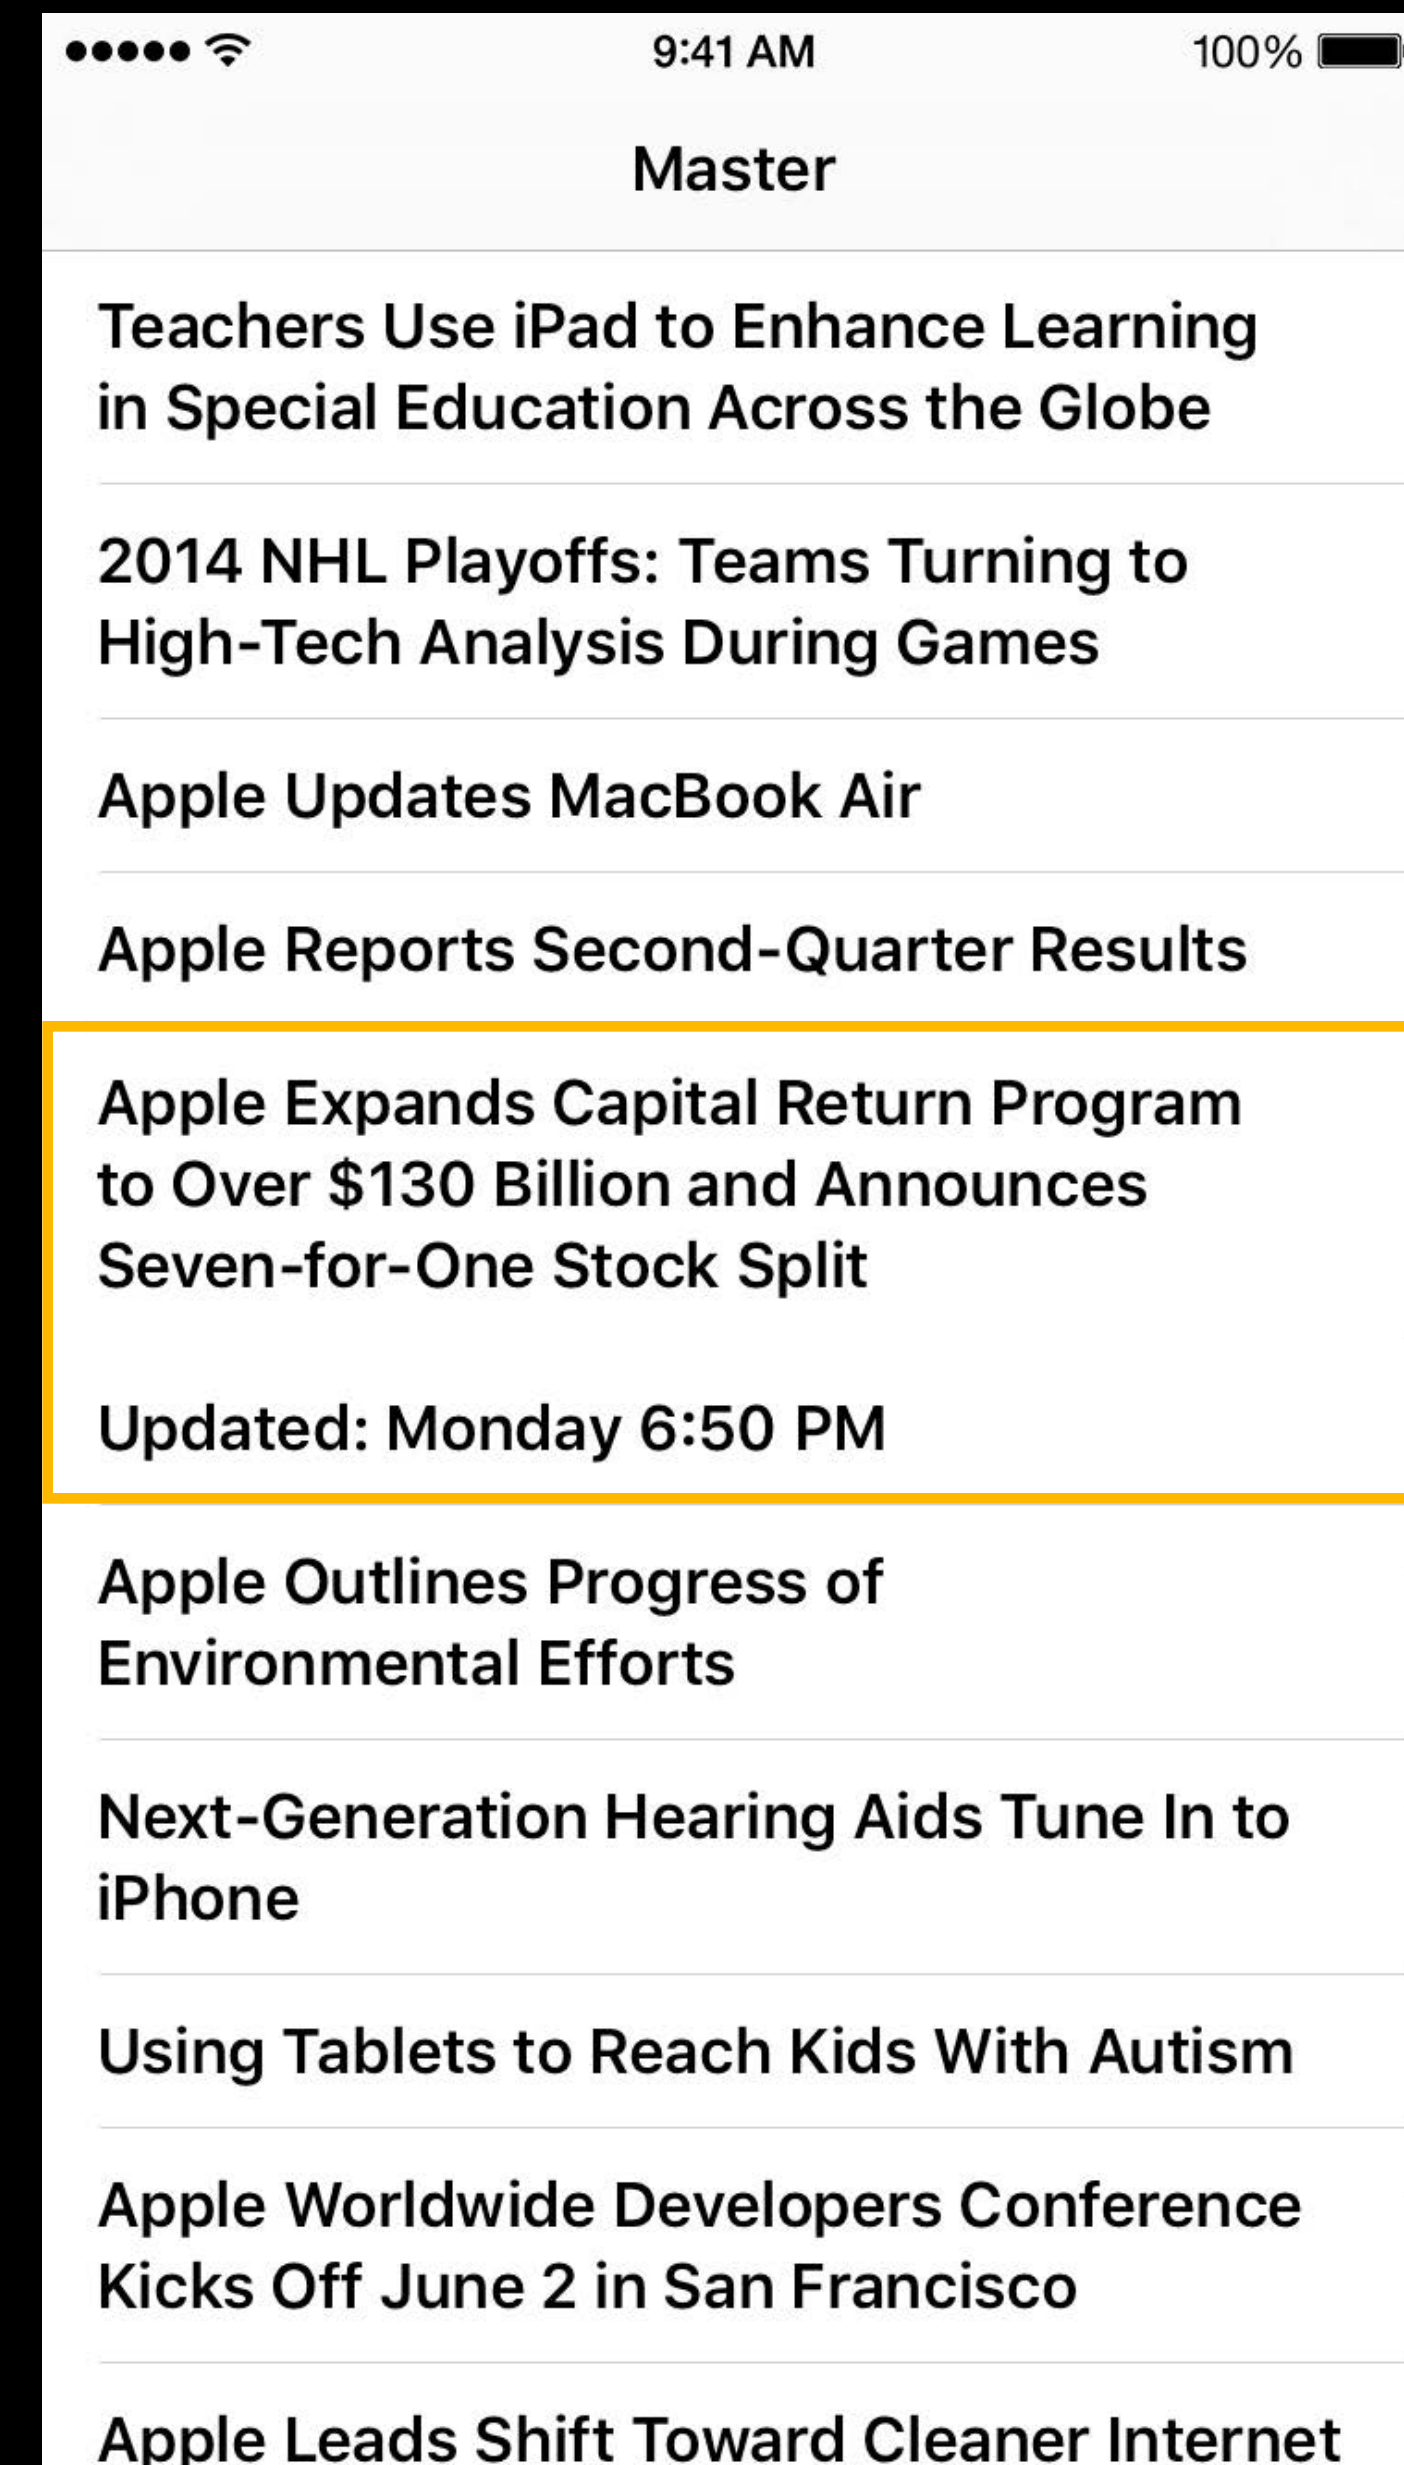 9:41 AM
100%
Master
Teachers Use iPad to Enhance Learning
in Special Education Across the Globe
2014 NHL Playoffs: Teams Turning to
High-Tech Analysis During Games
Apple Updates MacBook Air
Apple Reports Second-Quarter Results
Apple Expands Capital Return Program
to Over $130 Billion and Announces
Seven-for-One Stock Split
Updated: Monday 6:50 PM
Apple Outlines Progress of
Environmental Efforts
Next-Generation Hearing Aids Tune In to
iPhone
Using Tablets to Reach Kids With Autism
Apple Worldwide Developers Conference
Kicks Off June 2 in San Francisco
Apple Leads Shift Toward Cleaner Internet